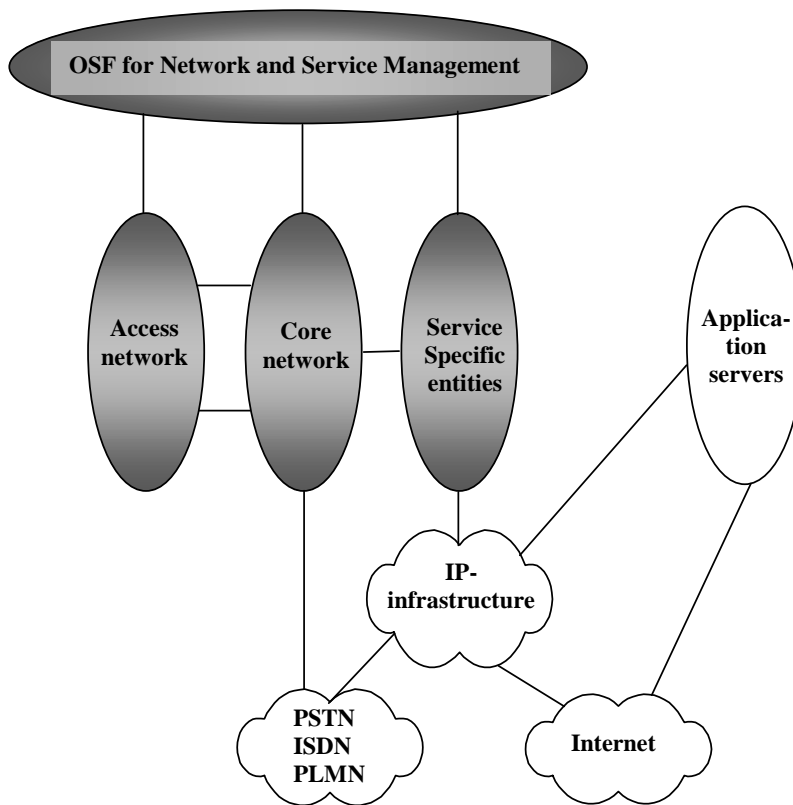 OSF for Network and Service Management
Access
network
Core
network
Service
Specific
entities
Applica-
tion
servers
IP-
infrastructure
PSTN
ISDN
PLMN
Internet